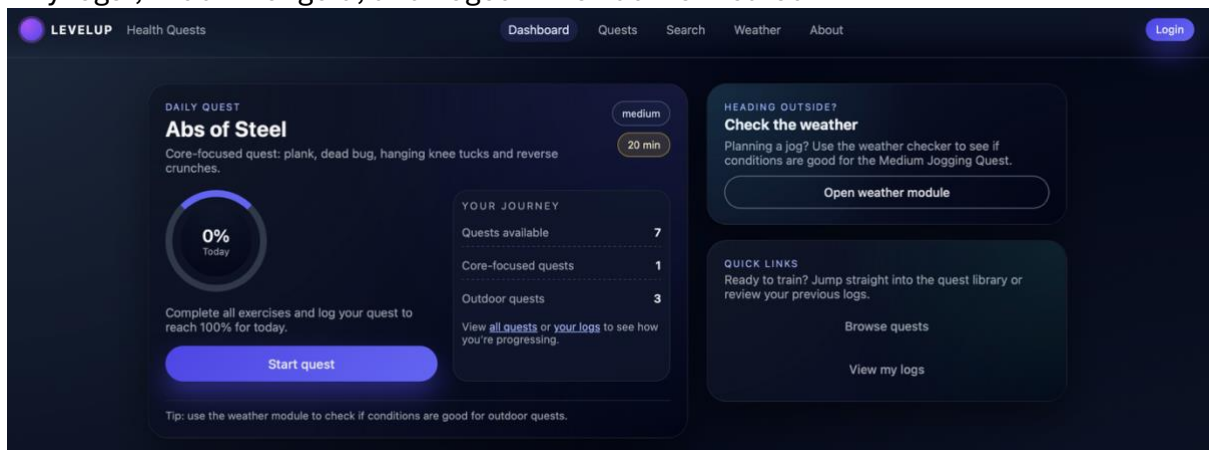 LEVELUP Health Quests
Dashboard Quests Search Weather About
Login
DAILY QUEST
Abs of Steel
Core-focused quest: plank, dead bug, hanging knee tucks and reverse
crunches.
medium
20 min
0%
Today
Complete all exercises and log your quest to
reach 100% for today.
Start quest
YOUR JOURNEY
Quests available 7
Core-focused quests 1
Outdoor quests 3
View all quests or your logs to see how
you're progressing.
Tip: use the weather module to check if conditions are good for outdoor quests.
HEADING OUTSIDE?
Check the weather
Planning a jog? Use the weather checker to see if
conditions are good for the Medium Jogging Quest.
Open weather module
QUICK LINKS
Ready to train? Jump straight into the quest library or
review your previous logs.
Browse quests
View my logs